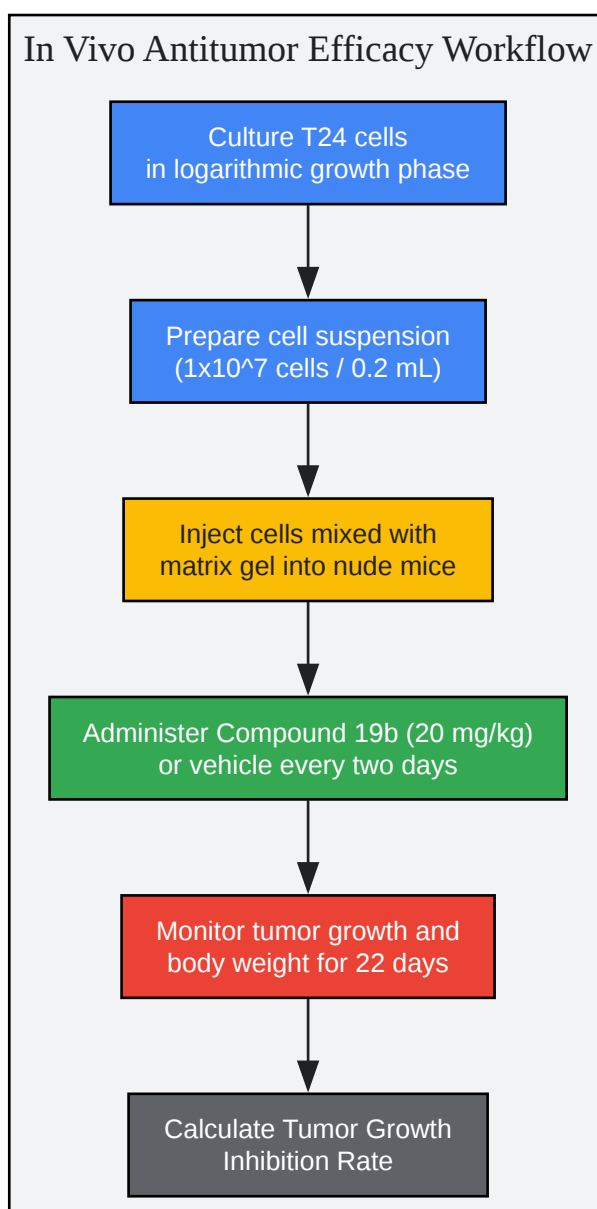 In Vivo Antitumor Efficacy Workflow
Culture T24 cells
in logarithmic growth phase
Prepare cell suspension
(1x10^7 cells / 0.2 mL)
Inject cells mixed with
matrix gel into nude mice
Administer Compound 19b (20 mg/kg)
or vehicle every two days
Monitor tumor growth and
body weight for 22 days
Calculate Tumor Growth
Inhibition Rate